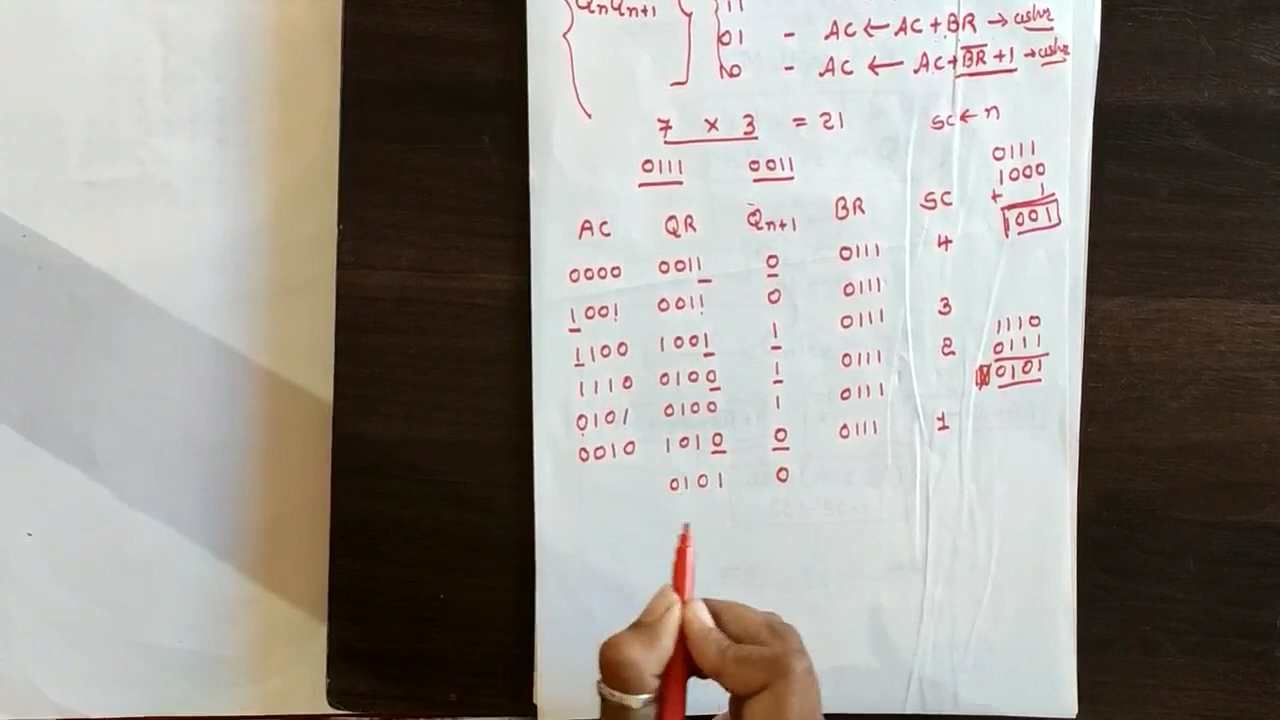 QnQn+1 11
01 - AC ← AC + BR → ashr
10 - AC ← AC + B̅R̅ + 1 → ashr
7 × 3 = 21 SC ← n
0111 0011
0111
1000
+ 1
1001
AC QR Qn+1 BR SC
0000 0011 0 0111 4
1001 0011 0 0111
1100 1001 1 0111 3
1110 0100 1 0111 2
0101 0100 1 0111
0010 1010 0 0111 1
0101 0
1110
0111
0101